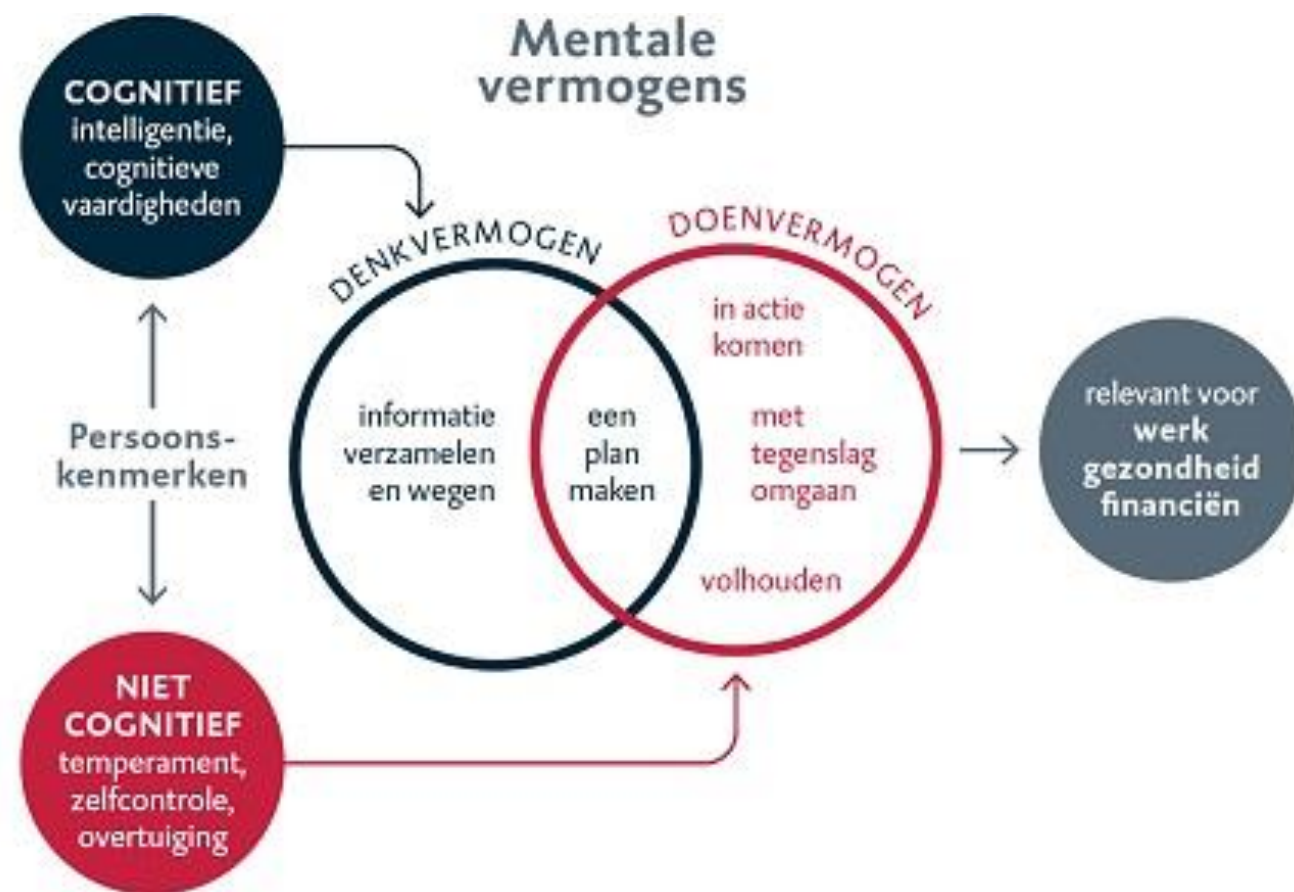 Mentale
vermogens
COGNITIEF
intelligentie,
cognitieve
vaardigheden
Persoons-
kenmerken
NIET
COGNITIEF
temperament,
zelfcontrole,
overtuiging
DENKVERMOGEN
informatie
verzamelen
en wegen
een
plan
maken
DOENVERMOGEN
in actie
komen
met
tegenslag
omgaan
volhouden
relevant voor
werk
gezondheid
financiën